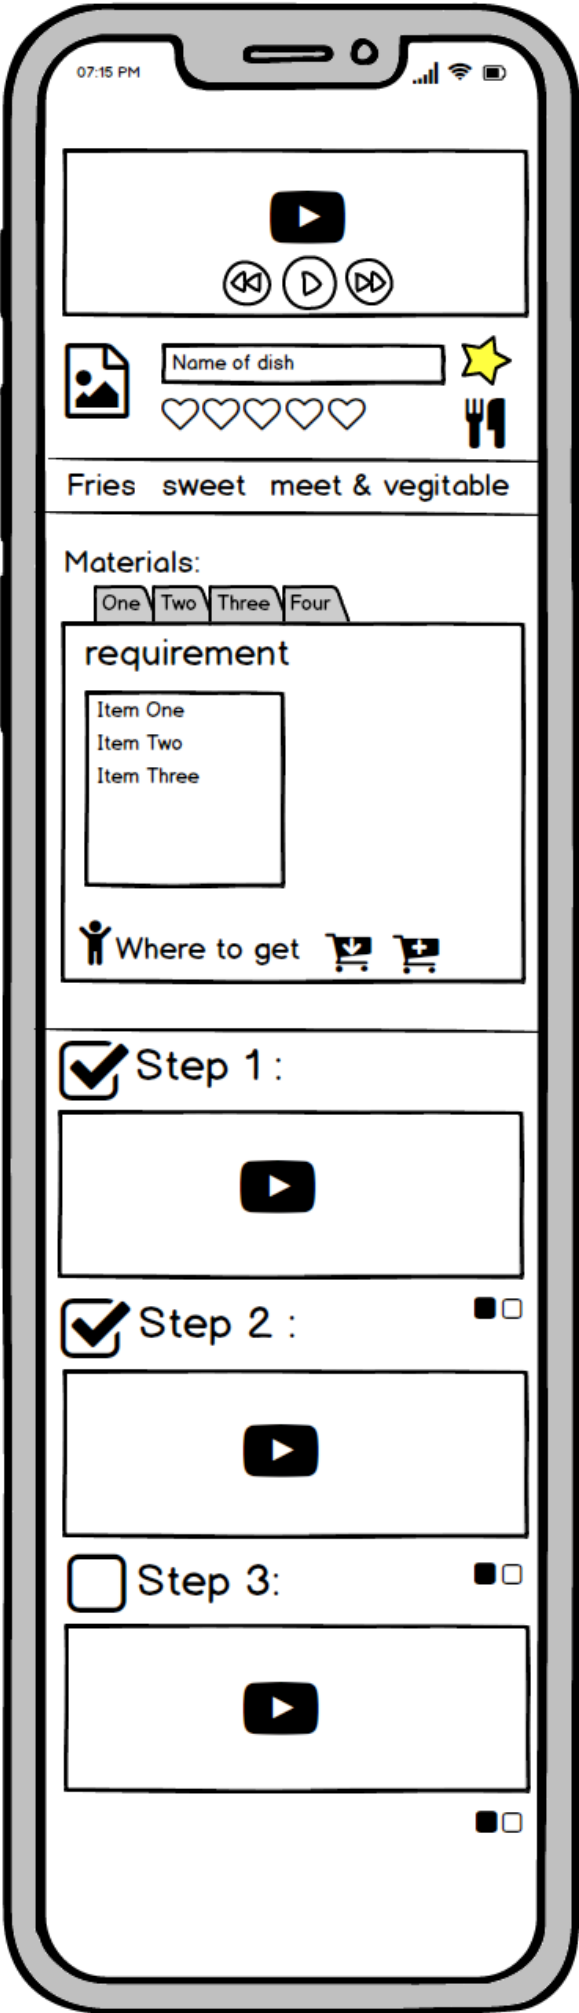 07:15 PM
Name of dish
Fries sweet meet & vegitable
Materials:
One Two Three Four
requirement
Item One
Item Two
Item Three
Where to get
Step 1:
Step 2 :
Step 3: